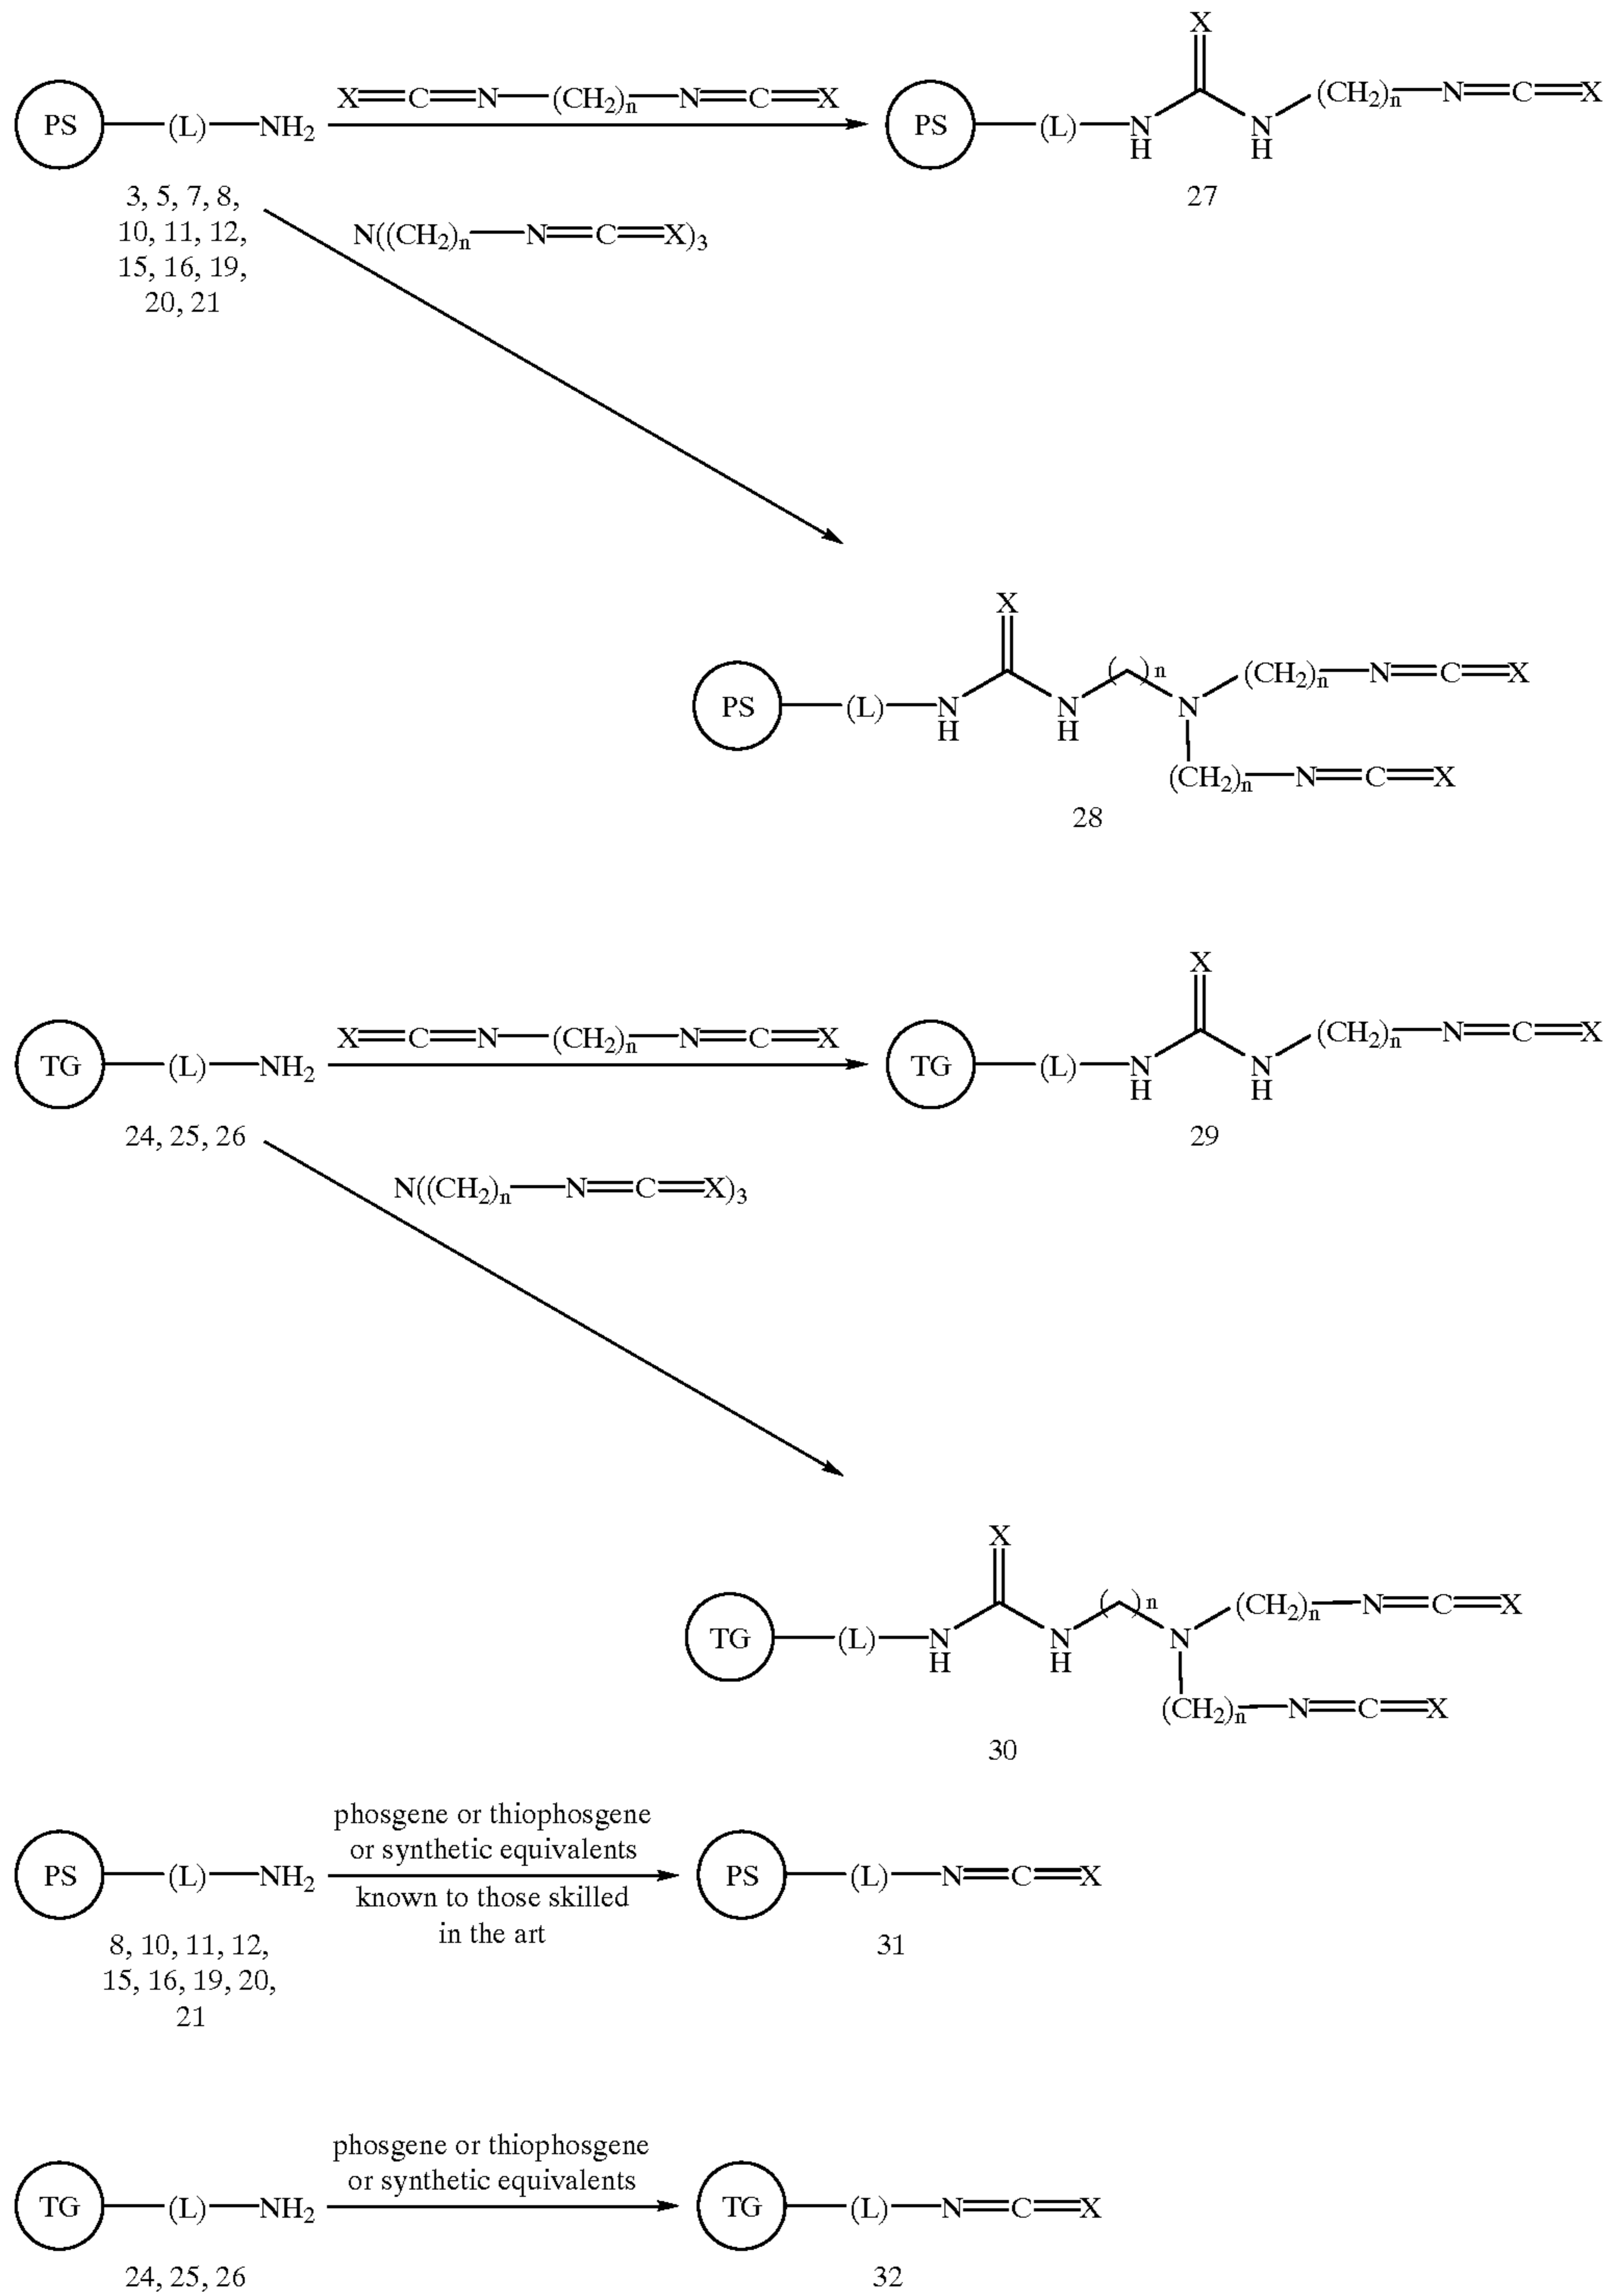 X
PS (L) NH2 X=C=N—(CH2)n—N=C=X PS (L) N H N H (CH2)n—N=C=X
3, 5, 7, 8,
10, 11, 12,
15, 16, 19,
20, 21
27
N((CH2)n—N=C=X)3
X
PS (L) N H N H ( )n N (CH2)n—N=C=X
(CH2)n—N=C=X
28
X
TG (L) NH2 X=C=N—(CH2)n—N=C=X TG (L) N H N H (CH2)n—N=C=X
24, 25, 26
29
N((CH2)n—N=C=X)3
X
TG (L) N H N H ( )n N (CH2)n—N=C=X
(CH2)n—N=C=X
30
phosgene or thiophosgene
or synthetic equivalents
PS (L) NH2 PS (L) N=C=X
known to those skilled
in the art
8, 10, 11, 12,
15, 16, 19, 20,
21
31
phosgene or thiophosgene
or synthetic equivalents
TG (L) NH2 TG (L) N=C=X
24, 25, 26
32